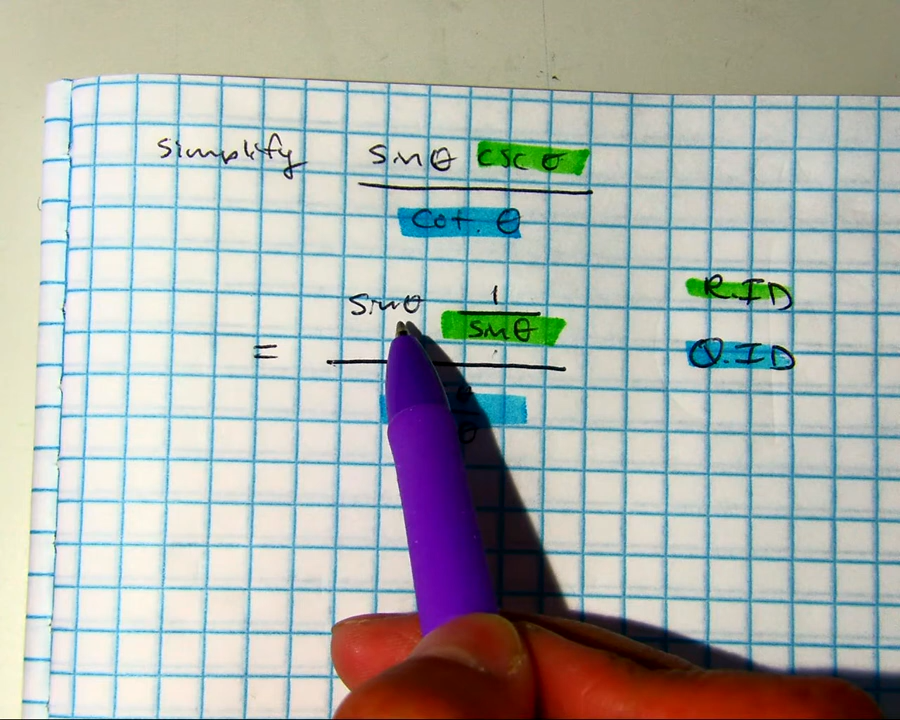 simplify sinθ cscθ
cot θ
R.ID
sinθ 1
sinθ
= Q.ID
θ
θ